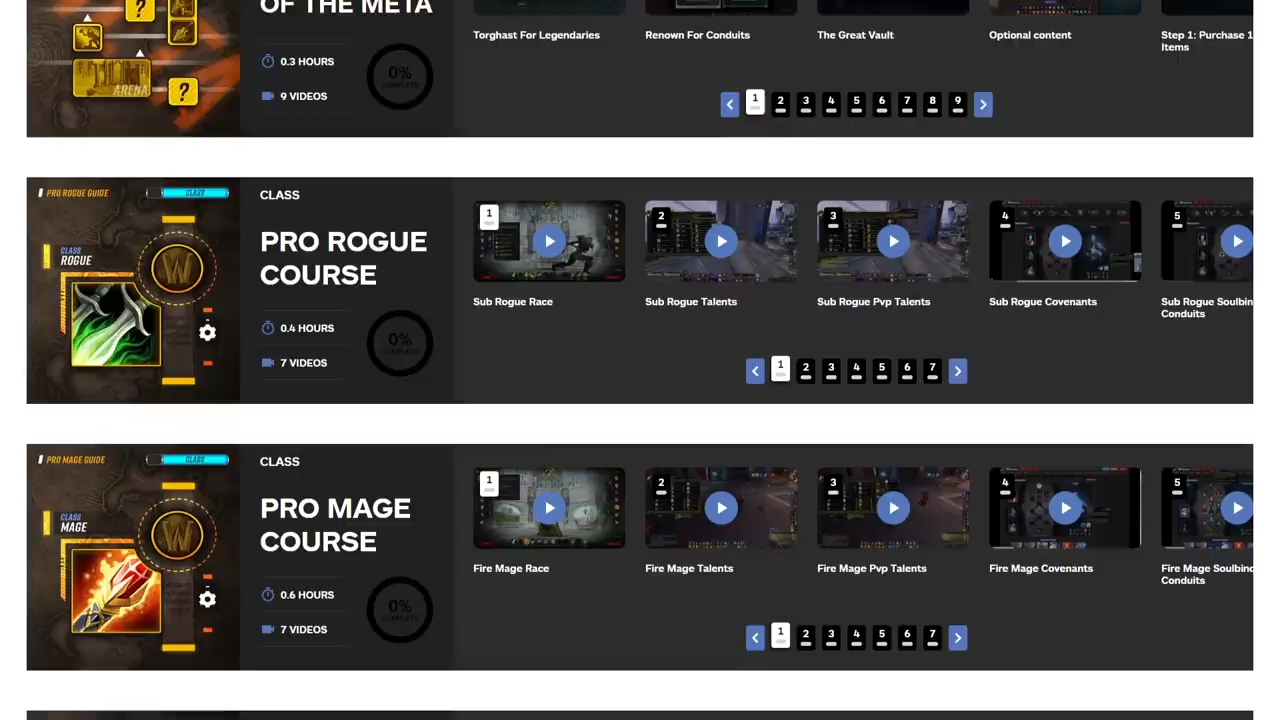 OF THE META
0.3 HOURS
9 VIDEOS
0%
COMPLETE
ARENA
?
?
Torghast For Legendaries
Renown For Conduits
The Great Vault
Optional content
Step 1: Purchase 1
Items
1 2 3 4 5 6 7 8 9
PRO ROGUE GUIDE
CLASS
CLASS
ROGUE
CLASS
PRO ROGUE
COURSE
0.4 HOURS
7 VIDEOS
0%
COMPLETE
1
2
3
4
5
Sub Rogue Race
Sub Rogue Talents
Sub Rogue Pvp Talents
Sub Rogue Covenants
Sub Rogue Soulbin
Conduits
1 2 3 4 5 6 7
PRO MAGE GUIDE
CLASS
CLASS
MAGE
CLASS
PRO MAGE
COURSE
0.6 HOURS
7 VIDEOS
0%
COMPLETE
1
2
3
4
5
Fire Mage Race
Fire Mage Talents
Fire Mage Pvp Talents
Fire Mage Covenants
Fire Mage Soulbin
Conduits
1 2 3 4 5 6 7